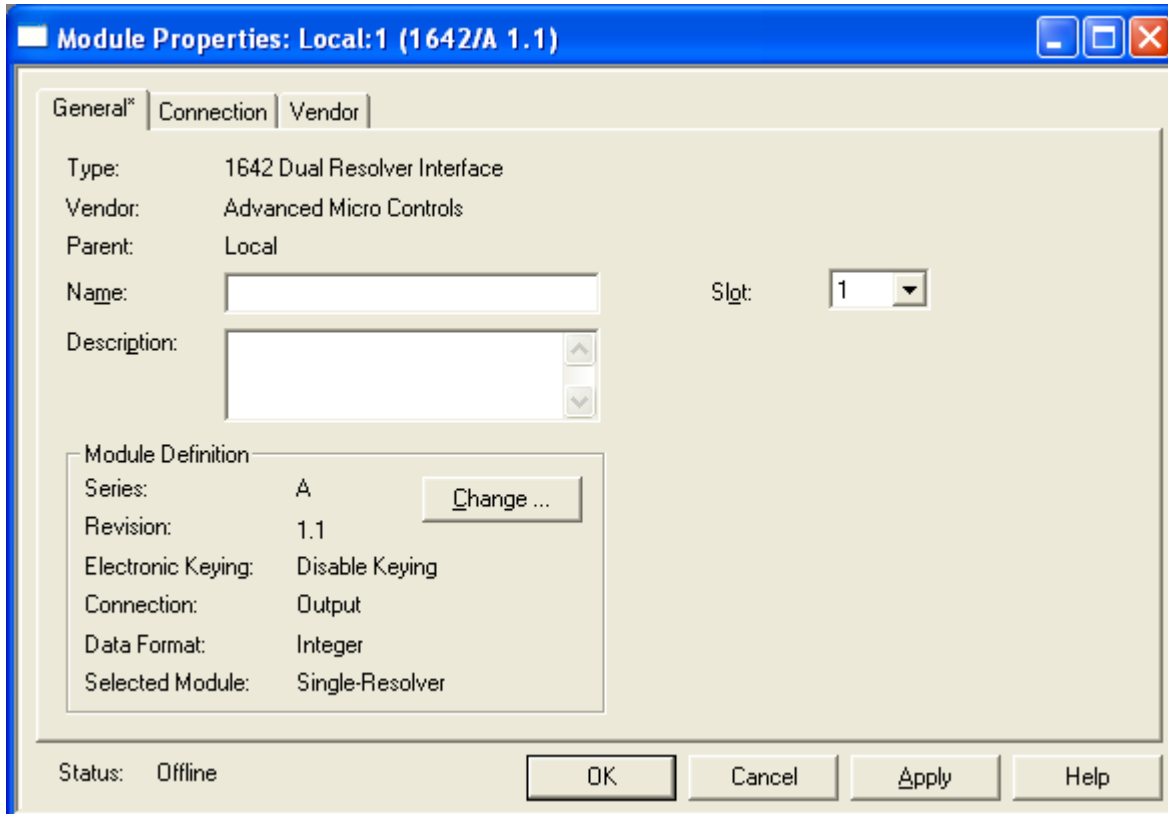 Module Properties: Local:1 (1642/A 1.1)
General* Connection Vendor
Type: 1642 Dual Resolver Interface
Vendor: Advanced Micro Controls
Parent: Local
Name: Slot: 1
Description:
Module Definition
Series: A Change ...
Revision: 1.1
Electronic Keying: Disable Keying
Connection: Output
Data Format: Integer
Selected Module: Single-Resolver
Status: Offline OK Cancel Apply Help